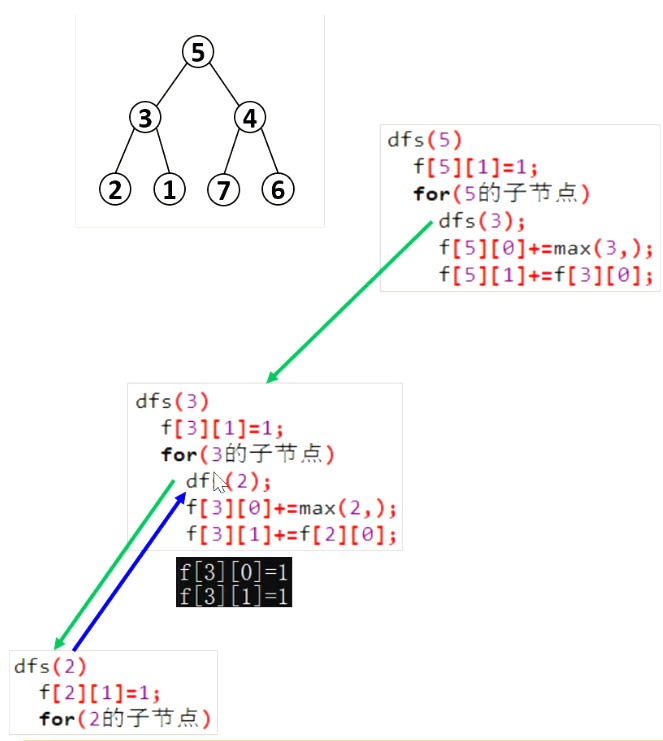 5
3
4
2
1
7
6
dfs(5)
f[5][1]=1;
for(5的子节点)
dfs(3);
f[5][0]+=max(3,);
f[5][1]+=f[3][0];
dfs(3)
f[3][1]=1;
for(3的子节点)
dfs(2);
f[3][0]+=max(2,);
f[3][1]+=f[2][0];
f[3][0]=1
f[3][1]=1
dfs(2)
f[2][1]=1;
for(2的子节点)